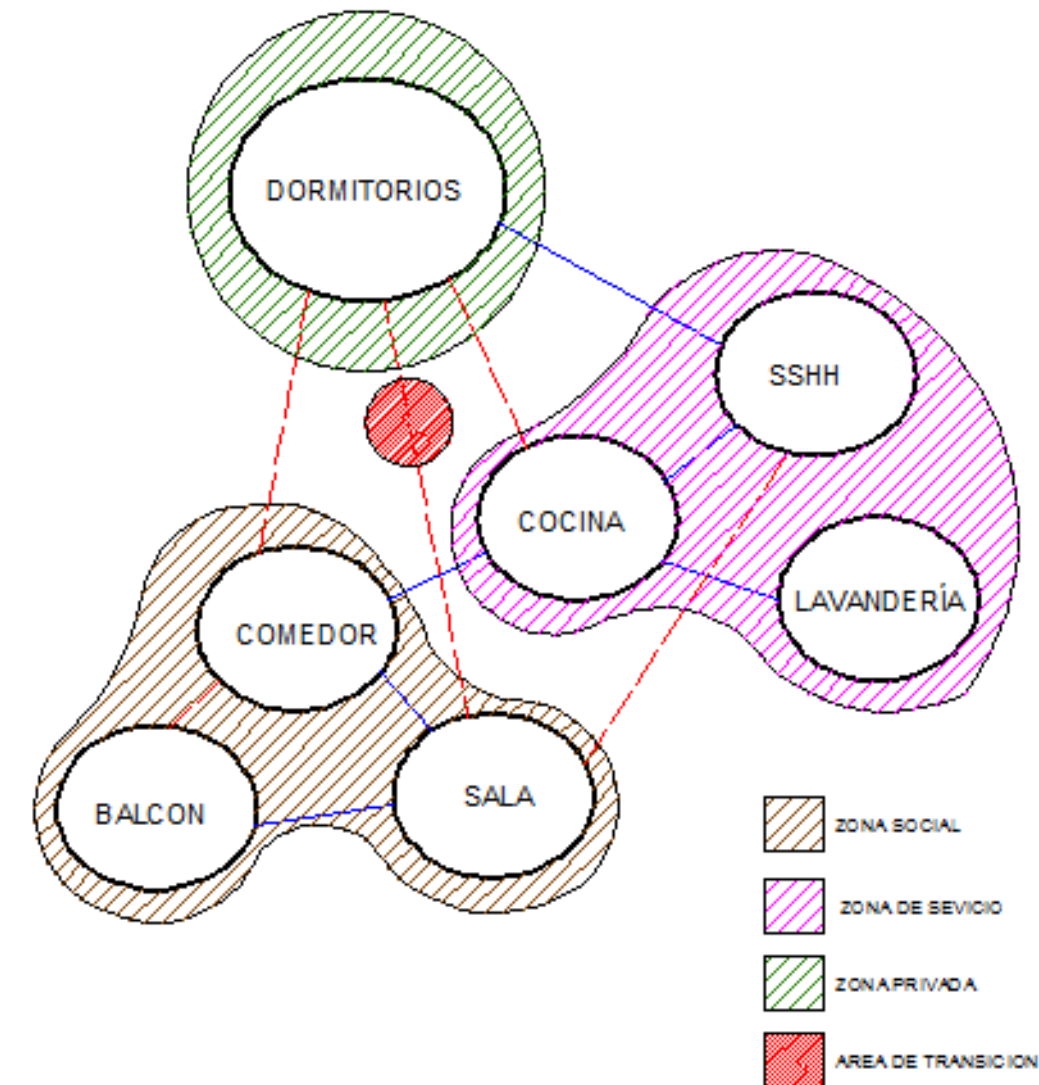 DORMITORIOS
SSHH
COCINA
LAVANDERÍA
COMEDOR
SALA
BALCON
ZONA SOCIAL
ZONA DE SEVICIO
ZONA PRIVADA
AREA DE TRANSICION